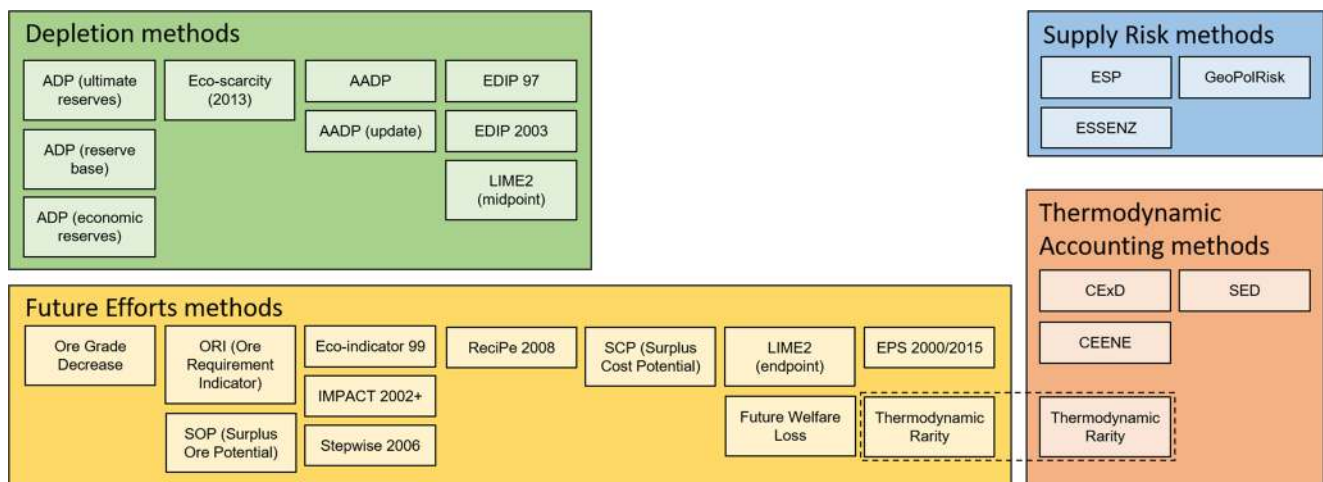 Depletion methods
ADP (ultimate
reserves)
Eco-scarcity
(2013)
AADP
EDIP 97
ADP (reserve
base)
AADP (update)
EDIP 2003
ADP (economic
reserves)
LIME2
(midpoint)
Supply Risk methods
ESP
GeoPolRisk
ESSENZ
Future Efforts methods
Ore Grade
Decrease
ORI (Ore
Requirement
Indicator)
Eco-indicator 99
ReciPe 2008
SCP (Surplus
Cost Potential)
LIME2
(endpoint)
EPS 2000/2015
IMPACT 2002+
SOP (Surplus
Ore Potential)
Stepwise 2006
Future Welfare
Loss
Thermodynamic
Rarity
Thermodynamic
Accounting methods
CExD
SED
CEENE
Thermodynamic
Rarity